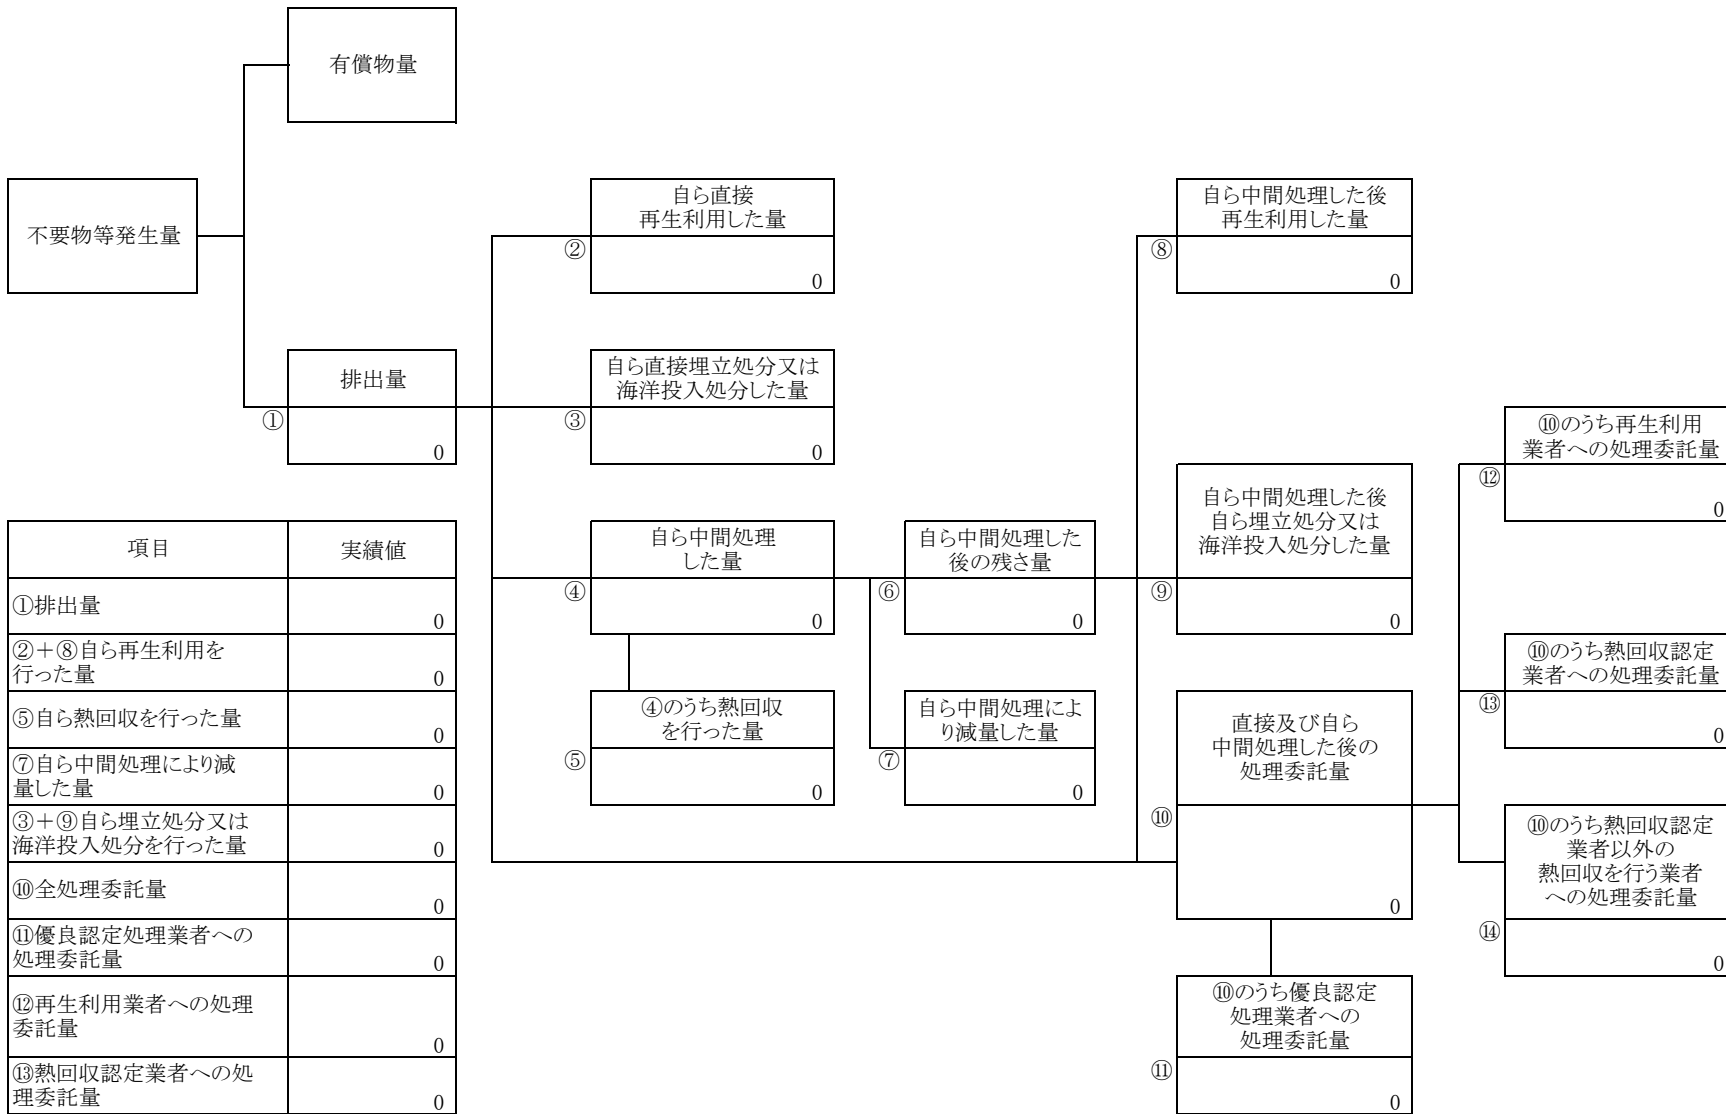 有償物量
不要物等発生量
自ら直接
再生利用した量
②
0
自ら中間処理した後
再生利用した量
⑧
0
排出量
①
0
自ら直接埋立処分又は
海洋投入処分した量
③
0
⑩のうち再生利用
業者への処理委託量
⑫
0
自ら中間処理
した量
④
0
自ら中間処理した
後の残さ量
⑥
0
自ら中間処理した後
自ら埋立処分又は
海洋投入処分した量
⑨
0
⑩のうち熱回収認定
業者への処理委託量
⑬
0
④のうち熱回収
を行った量
⑤
0
自ら中間処理によ
り減量した量
⑦
0
直接及び自ら
中間処理した後の
処理委託量
⑩
0
⑩のうち熱回収認定
業者以外の
熱回収を行う業者
への処理委託量
⑭
0
⑩のうち優良認定
処理業者への
処理委託量
⑪
0
項目 実績値
①排出量
0
②＋⑧自ら再生利用を
行った量
0
⑤自ら熱回収を行った量
0
⑦自ら中間処理により減
量した量
0
③＋⑨自ら埋立処分又は
海洋投入処分を行った量
0
⑩全処理委託量
0
⑪優良認定処理業者への
処理委託量
0
⑫再生利用業者への処理
委託量
0
⑬熱回収認定業者への処
理委託量
0